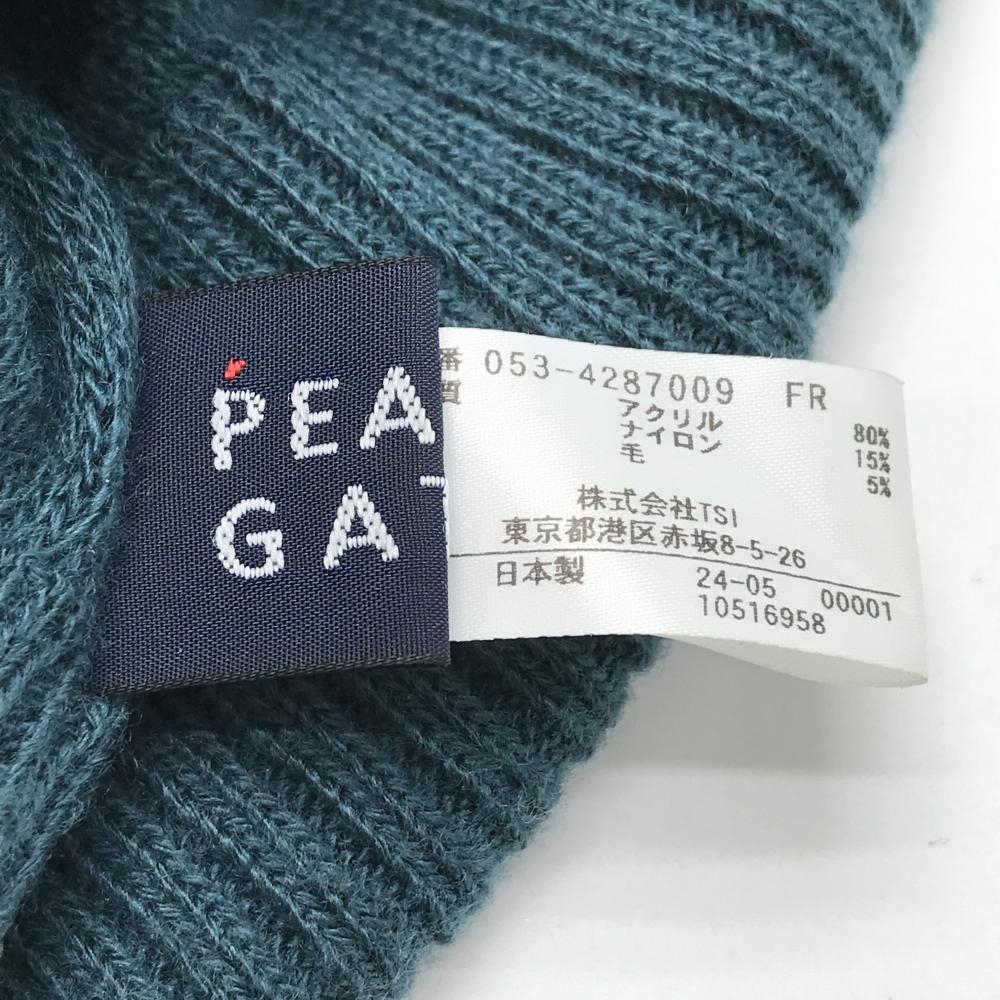 PEA
GA
番 053-4287009 FR
質 アクリル 80%
ナイロン 15%
毛 5%
株式会社TSI
東京都港区赤坂8-5-26
日本製 24-05 00001
10516958